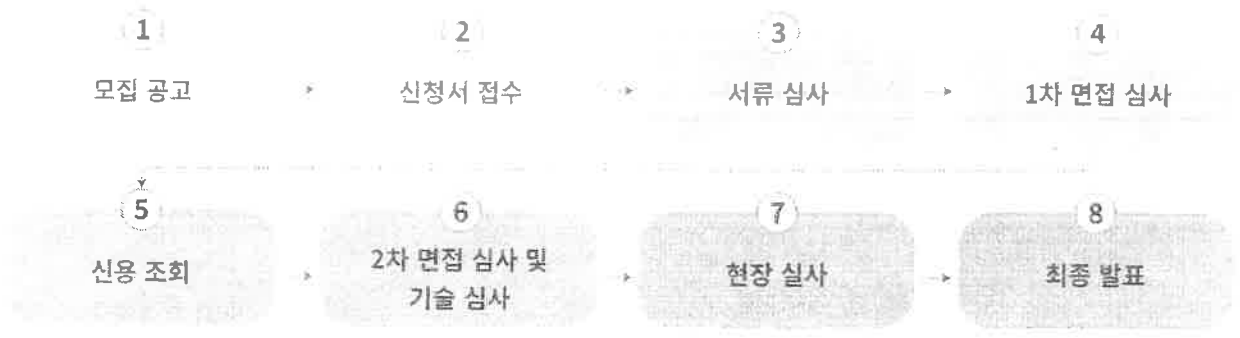 1
모집 공고
2
신청서 접수
3
서류 심사
4
1차 면접 심사
5
신용 조회
6
2차 면접 심사 및
기술 심사
7
현장 실사
8
최종 발표